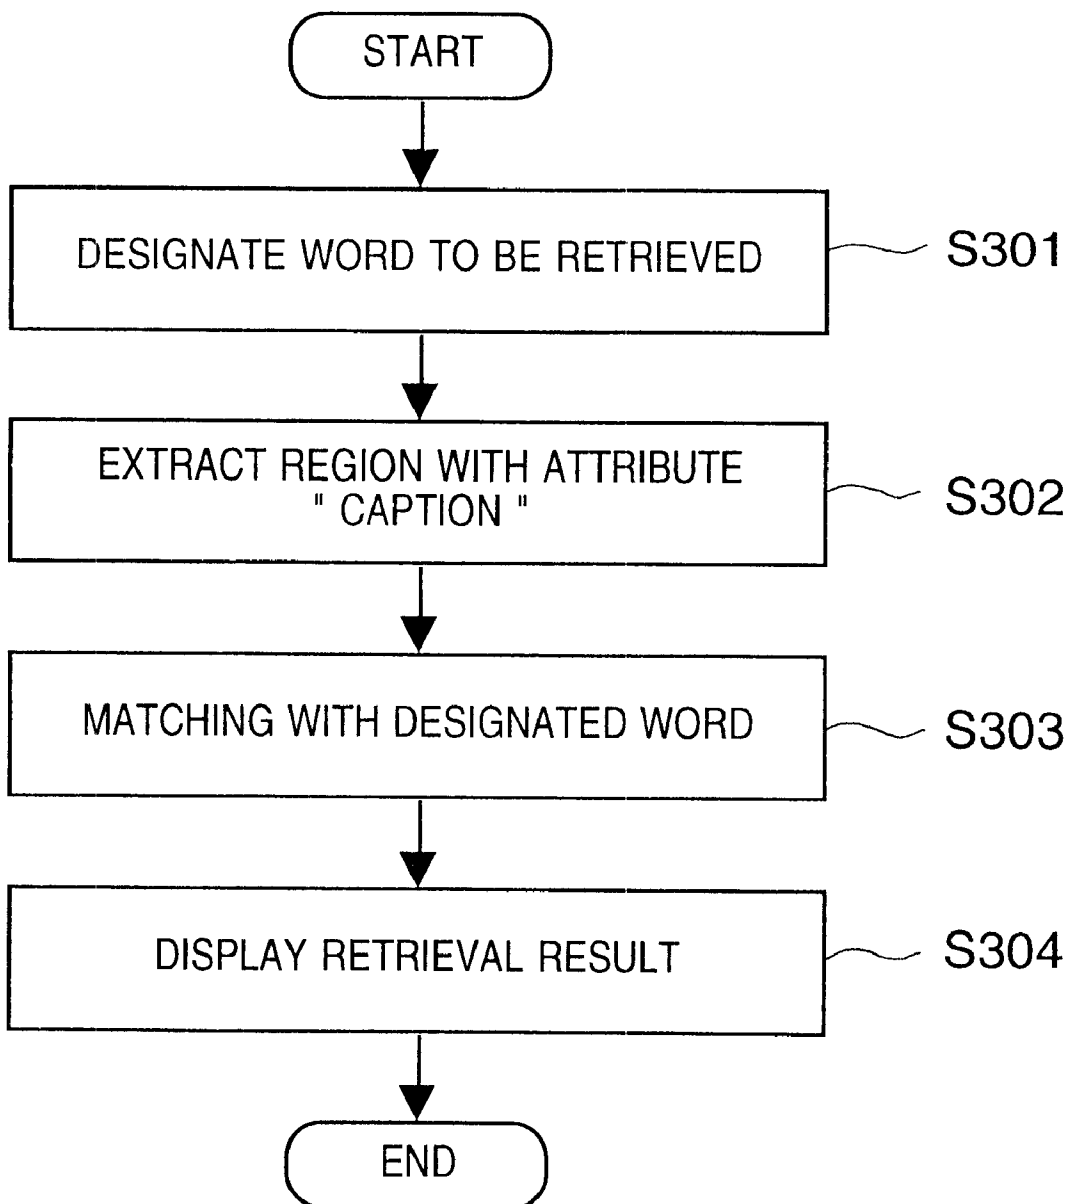 START
DESIGNATE WORD TO BE RETRIEVED
S301
EXTRACT REGION WITH ATTRIBUTE
" CAPTION "
S302
MATCHING WITH DESIGNATED WORD
S303
DISPLAY RETRIEVAL RESULT
S304
END